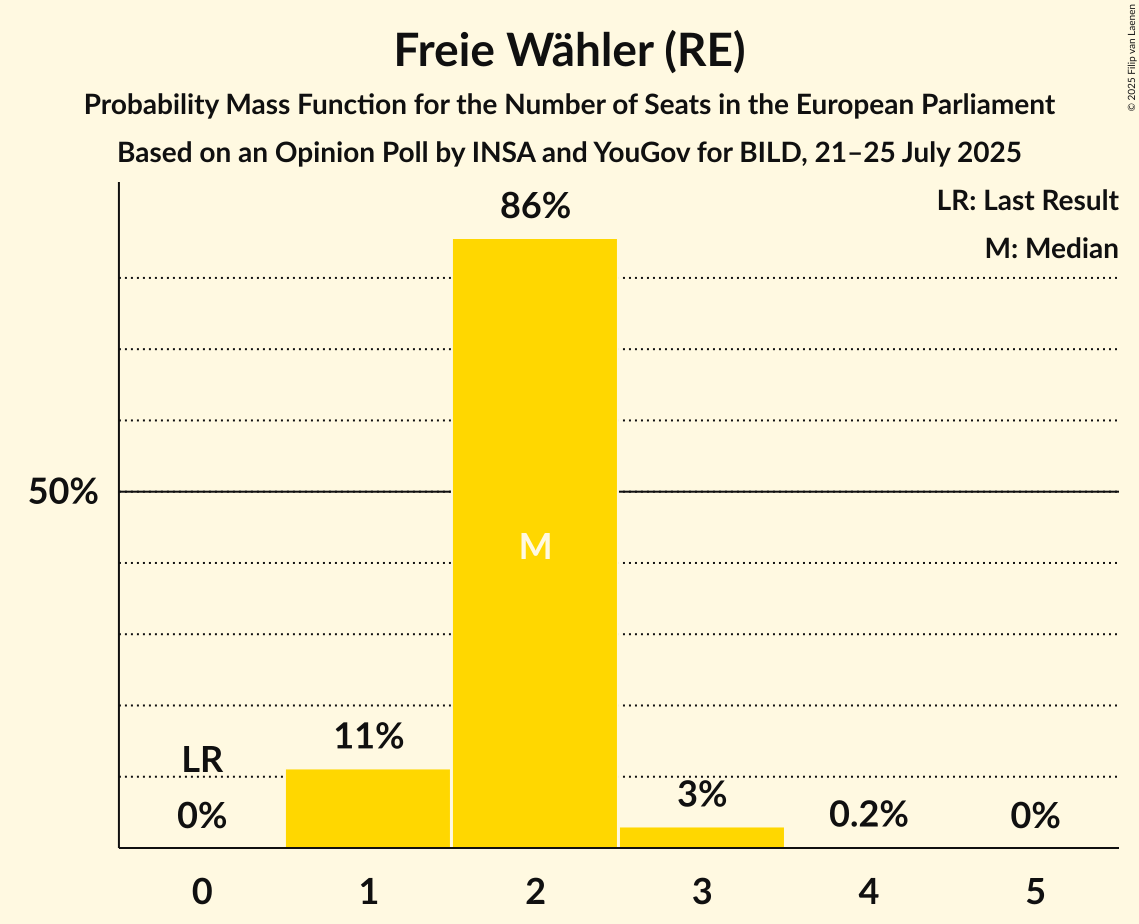 Freie Wähler (RE)
Probability Mass Function for the Number of Seats in the European Parliament
Based on an Opinion Poll by INSA and YouGov for BILD, 21–25 July 2025
© 2025 Filip van Laenen
LR: Last Result
M: Median
86%
50%
M
11%
LR
0%
3%
0.2%
0%
0 1 2 3 4 5